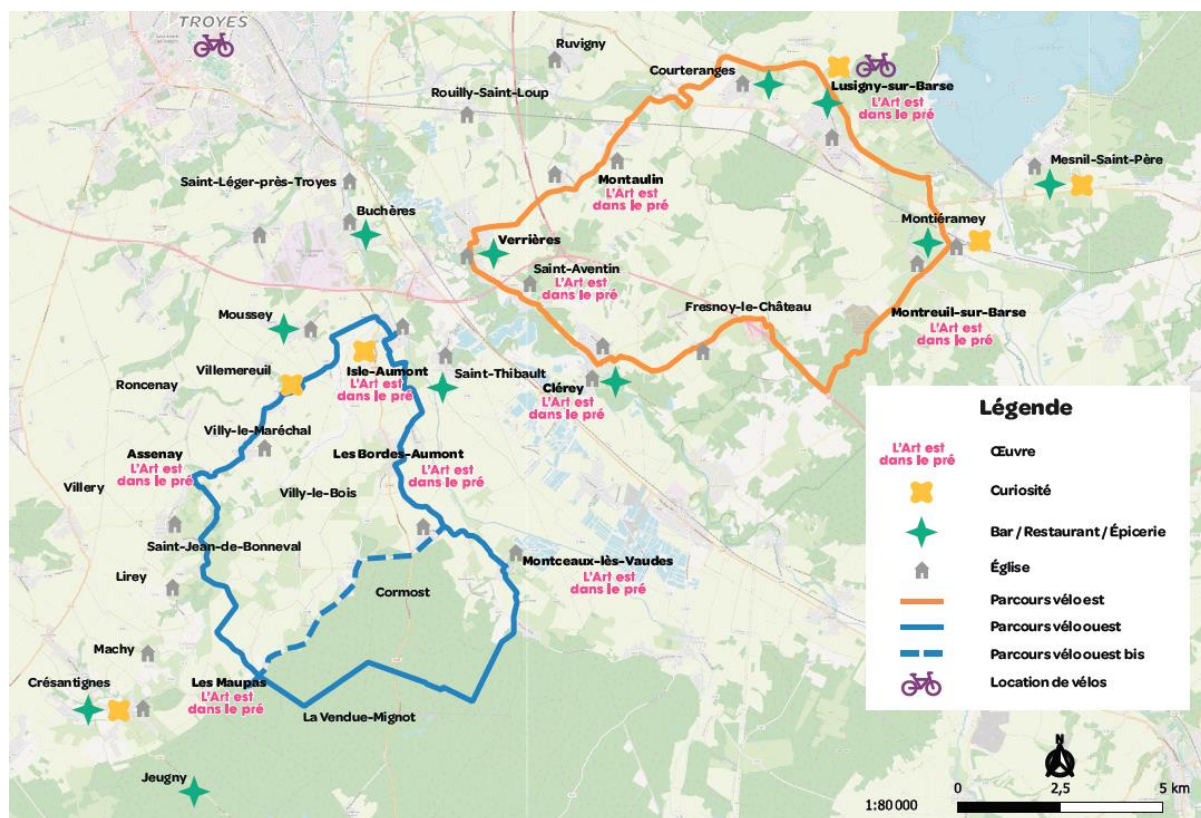 TROYES
Ruvigny
Courteranges
Lusigny-sur-Barse
L'Art est
dans le pré
Rouilly-Saint-Loup
Mesnil-Saint-Père
Saint-Léger-près-Troyes
Montaulin
L'Art est
dans le pré
Buchères
Montiéramey
Verrières
Saint-Aventin
L'Art est
dans le pré
Fresnoy-le-Château
Montreuil-sur-Barse
L'Art est
dans le pré
Moussey
Villemereuil
Isle-Aumont
L'Art est
dans le pré
Saint-Thibault
Roncenay
Clérey
L'Art est
dans le pré
Villy-le-Maréchal
Assenay
L'Art est
dans le pré
Les Bordes-Aumont
L'Art est
dans le pré
Villery
Villy-le-Bois
Saint-Jean-de-Bonneval
Montceaux-lès-Vaudes
L'Art est
dans le pré
Lirey
Cormost
Machy
Crésantignes
Les Maupas
L'Art est
dans le pré
La Vendue-Mignot
Jeugny
Légende
L'Art est
dans le pré
Œuvre
Curiosité
Bar / Restaurant / Épicerie
Église
Parcours vélo est
Parcours vélo ouest
Parcours vélo ouest bis
Location de vélos
N
1:80 000
0 2,5 5 km